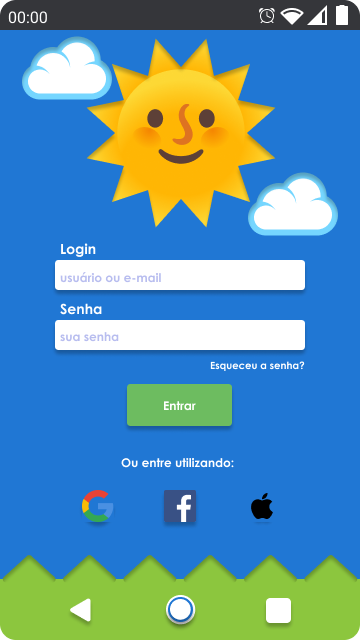 00:00
Login
usuário ou e-mail
Senha
sua senha
Esqueceu a senha?
Entrar
Ou entre utilizando: